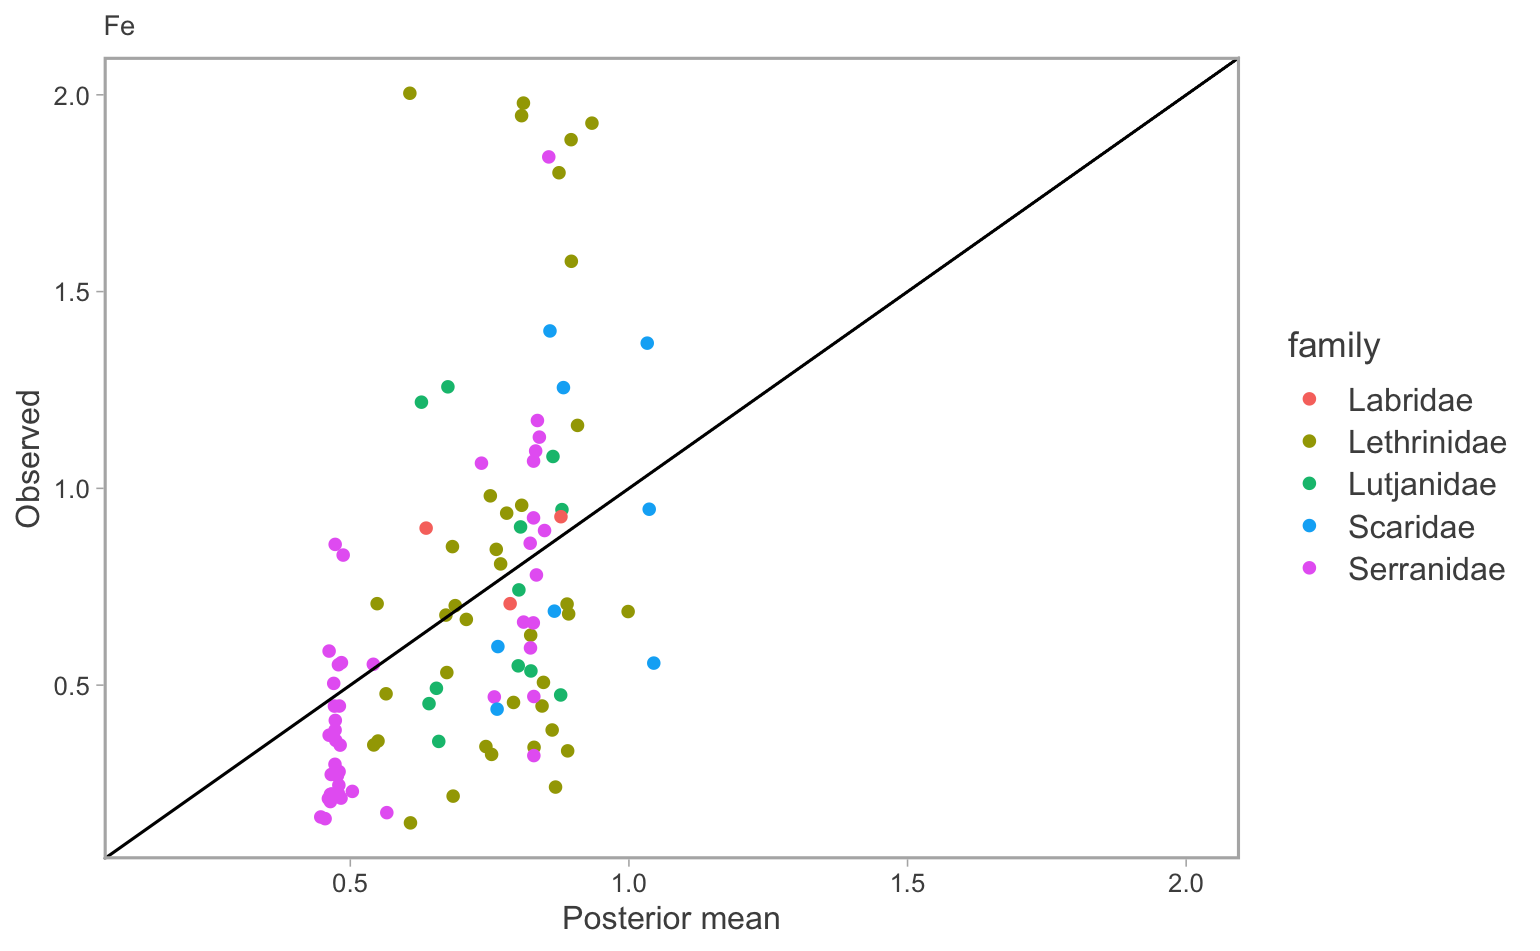 Fe
2.0
1.5
1.0
0.5
Observed
0.5
1.0
1.5
2.0
Posterior mean
family
Labridae
Lethrinidae
Lutjanidae
Scaridae
Serranidae